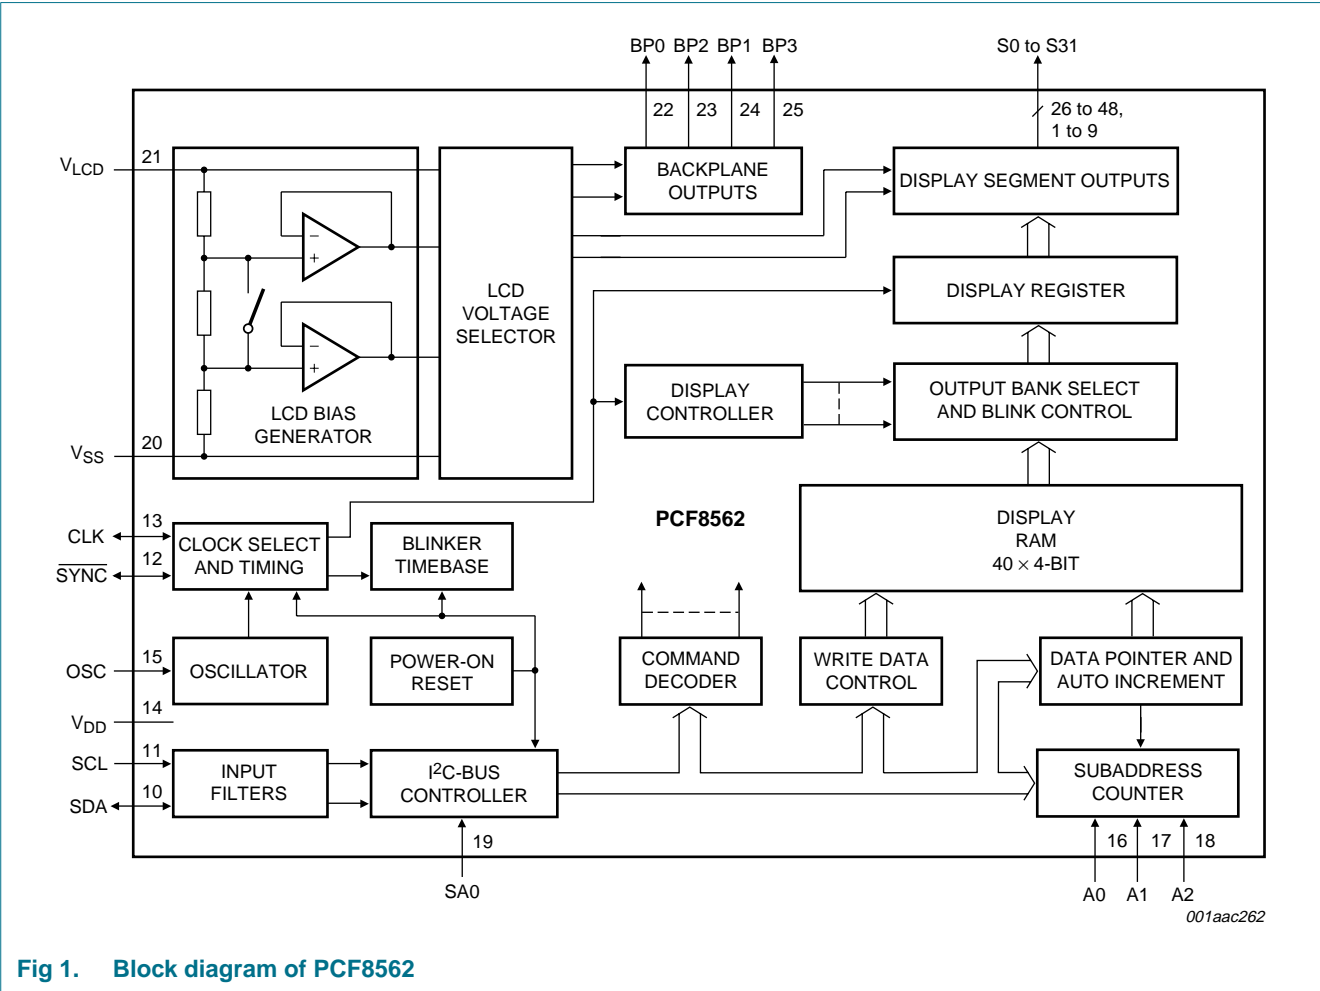 BP0 BP2 BP1 BP3
S0 to S31
22 23 24 25
26 to 48,
1 to 9
VLCD
21
BACKPLANE
OUTPUTS
DISPLAY SEGMENT OUTPUTS
−
+
LCD
VOLTAGE
SELECTOR
DISPLAY REGISTER
−
+
LCD BIAS
GENERATOR
DISPLAY
CONTROLLER
OUTPUT BANK SELECT
AND BLINK CONTROL
VSS
20
CLK
13
SYNC
12
CLOCK SELECT
AND TIMING
BLINKER
TIMEBASE
PCF8562
DISPLAY
RAM
40 × 4-BIT
OSC
15
OSCILLATOR
POWER-ON
RESET
COMMAND
DECODER
WRITE DATA
CONTROL
DATA POINTER AND
AUTO INCREMENT
VDD
14
SCL
11
SDA
10
INPUT
FILTERS
I2C-BUS
CONTROLLER
SUBADDRESS
COUNTER
19
16 17 18
SA0
A0 A1 A2
001aac262
Fig 1. Block diagram of PCF8562